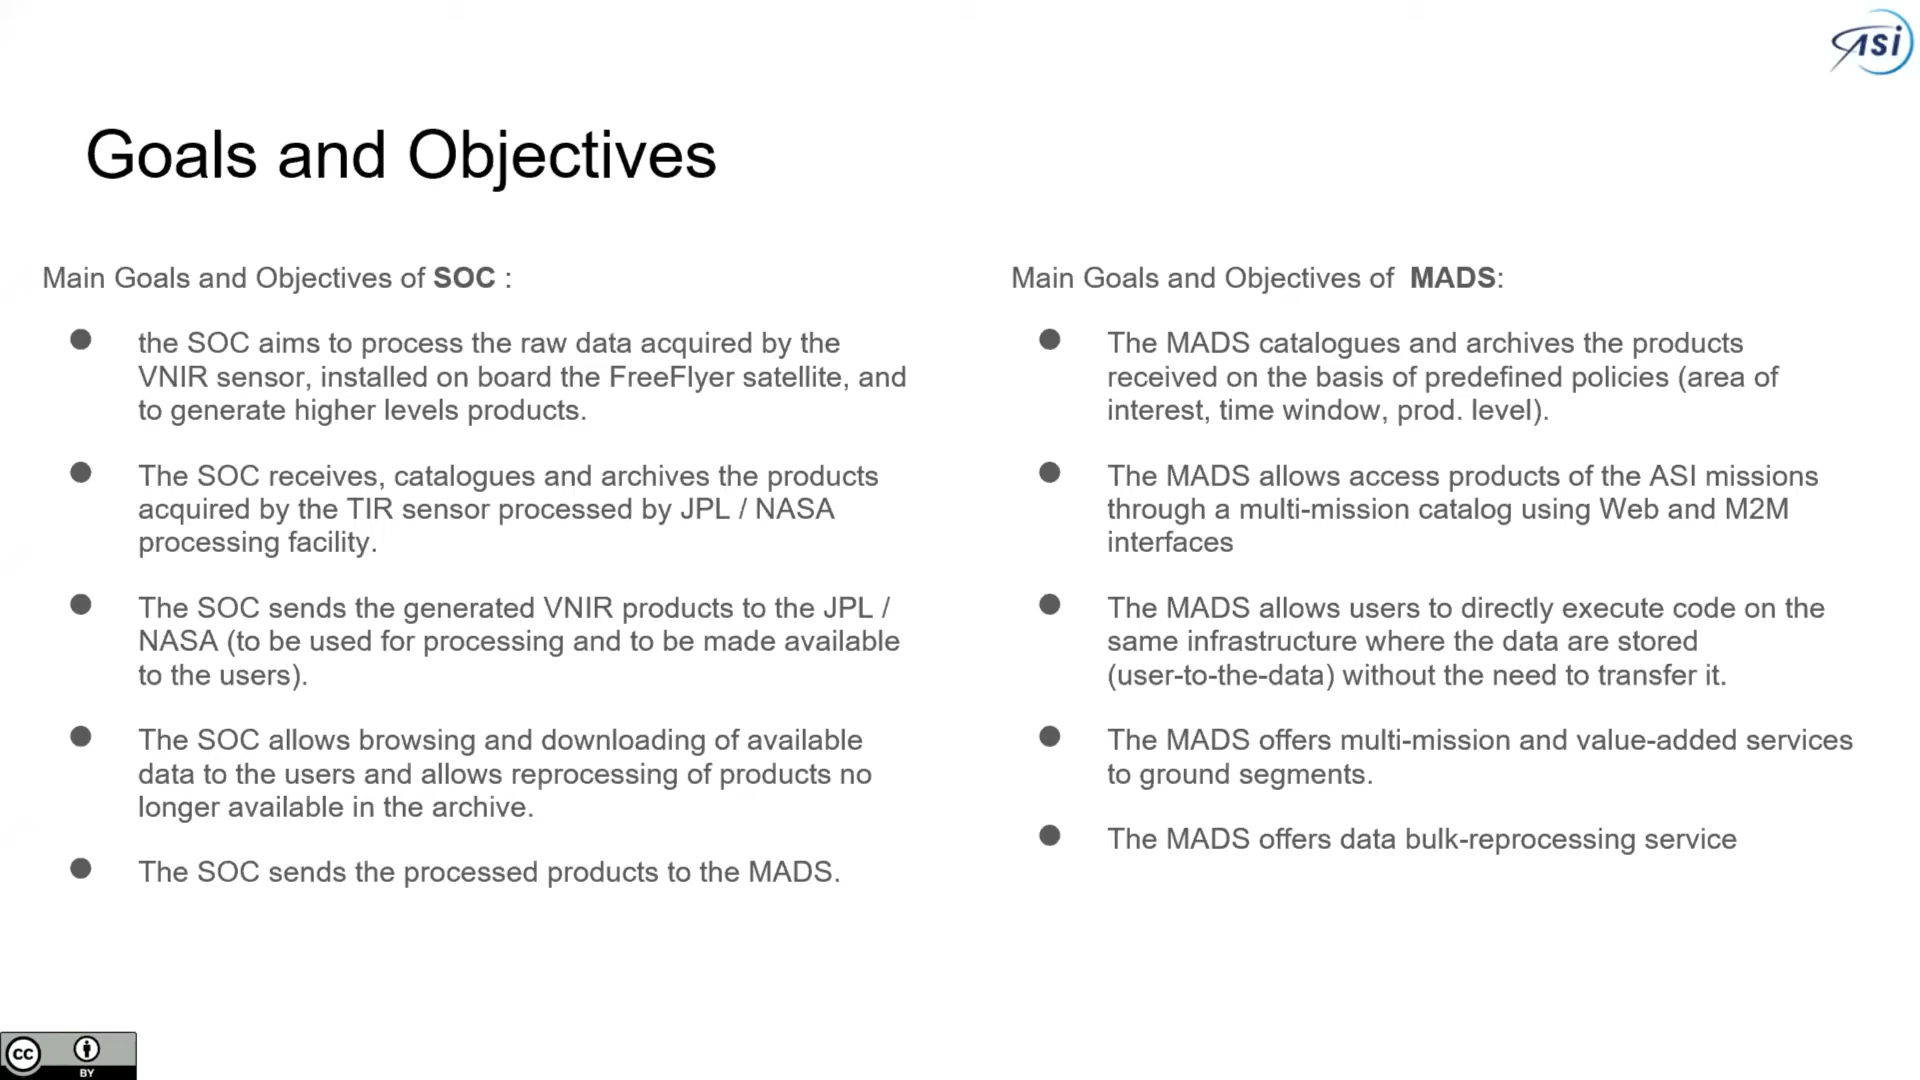 ASI
Goals and Objectives
Main Goals and Objectives of SOC :
● the SOC aims to process the raw data acquired by the
VNIR sensor, installed on board the FreeFlyer satellite, and
to generate higher levels products.
● The SOC receives, catalogues and archives the products
acquired by the TIR sensor processed by JPL / NASA
processing facility.
● The SOC sends the generated VNIR products to the JPL /
NASA (to be used for processing and to be made available
to the users).
● The SOC allows browsing and downloading of available
data to the users and allows reprocessing of products no
longer available in the archive.
● The SOC sends the processed products to the MADS.
Main Goals and Objectives of  MADS:
● The MADS catalogues and archives the products
received on the basis of predefined policies (area of
interest, time window, prod. level).
● The MADS allows access products of the ASI missions
through a multi-mission catalog using Web and M2M
interfaces
● The MADS allows users to directly execute code on the
same infrastructure where the data are stored
(user-to-the-data) without the need to transfer it.
● The MADS offers multi-mission and value-added services
to ground segments.
● The MADS offers data bulk-reprocessing service
cc
BY